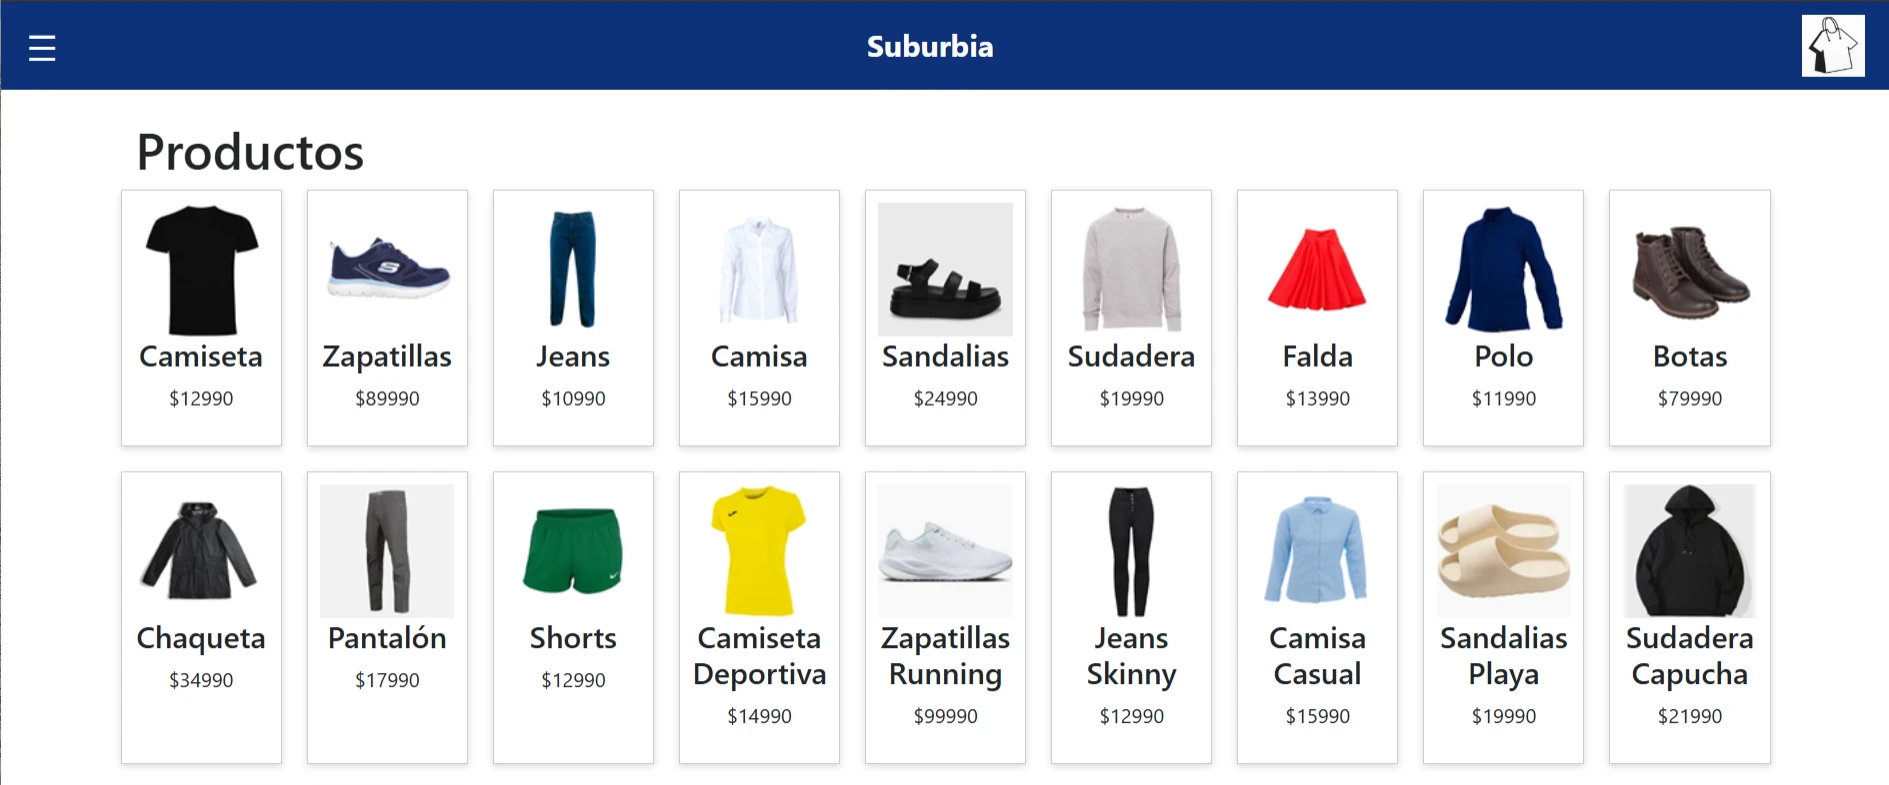 Suburbia
Productos
Camiseta
$12990
Zapatillas
$89990
Jeans
$10990
Camisa
$15990
Sandalias
$24990
Sudadera
$19990
Falda
$13990
Polo
$11990
Botas
$79990
Chaqueta
$34990
Pantalón
$17990
Shorts
$12990
Camiseta
Deportiva
$14990
Zapatillas
Running
$99990
Jeans
Skinny
$12990
Camisa
Casual
$15990
Sandalias
Playa
$19990
Sudadera
Capucha
$21990